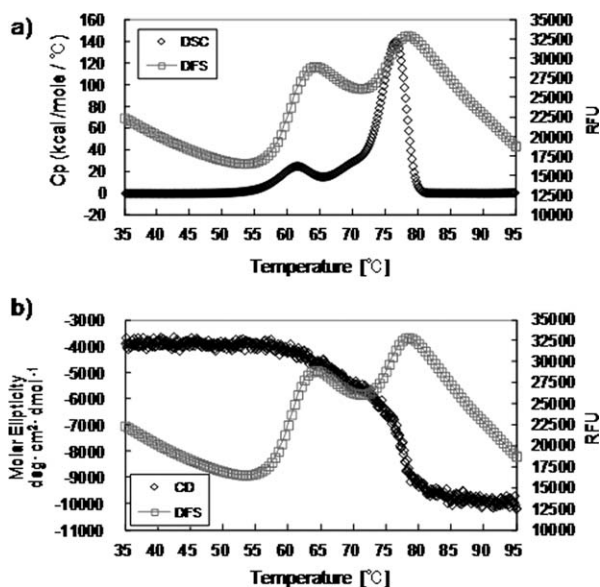 a)
Cp (kcal/mole/°C)
160
140
120
100
80
60
40
20
0
-20
DSC
DFS
35000
32500
30000
27500
25000
22500
20000
17500
15000
12500
10000
RFU
35 40 45 50 55 60 65 70 75 80 85 90 95
Temperature [°C]
b)
Molar Elipticity
deg· cm²· dmol⁻¹
-3000
-4000
-5000
-6000
-7000
-8000
-9000
-10000
-11000
CD
DFS
35000
32500
30000
27500
25000
22500
20000
17500
15000
12500
10000
RFU
35 40 45 50 55 60 65 70 75 80 85 90 95
Temperature [°C]